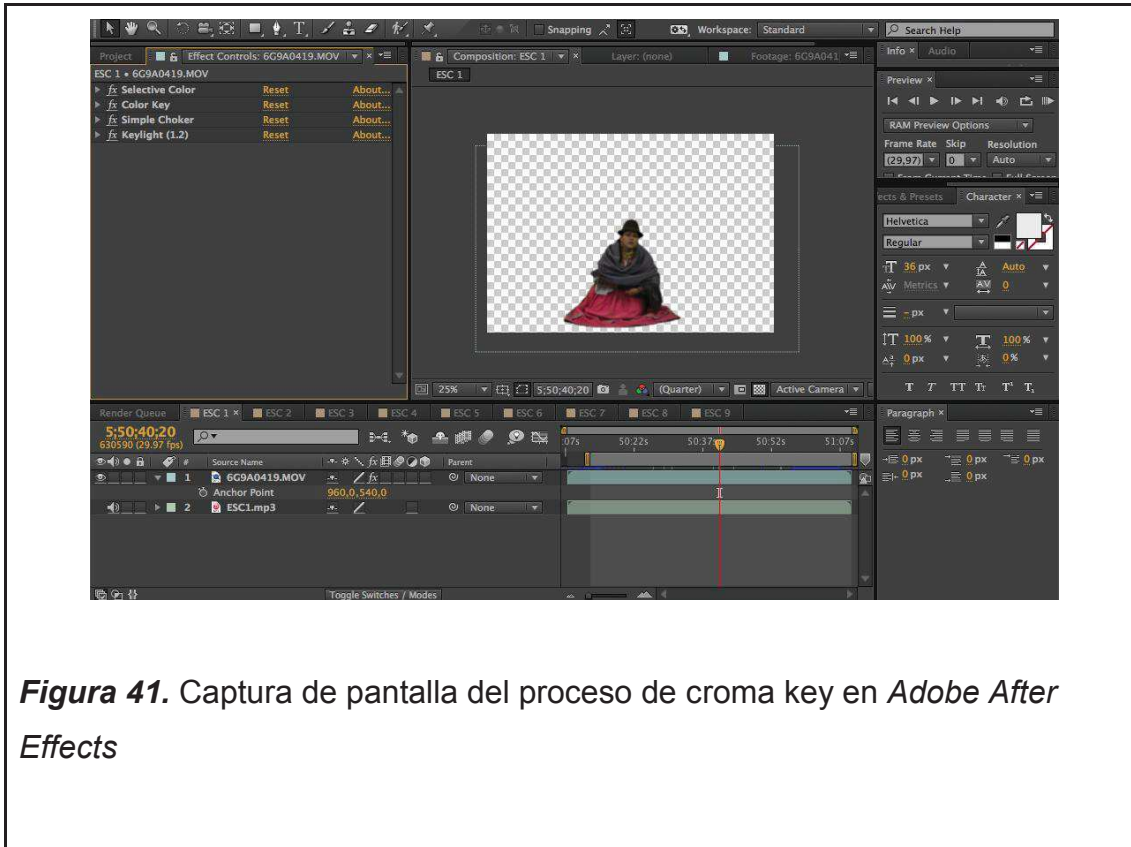 Snapping Workspace: Standard Search Help
Project Effect Controls: 6G9A0419.MOV Composition: ESC 1 Layer: (none) Footage: 6G9A041 Info Audio
ESC 1 • 6G9A0419.MOV
ESC 1
fx Selective Color Reset About...
fx Color Key Reset About...
fx Simple Choker Reset About...
fx Keylight (1.2) Reset About...
Preview
RAM Preview Options
Frame Rate Skip Resolution
(29,97) 0 Auto
ects & Presets Character
Helvetica
Regular
36 px Auto
Metrics 0
- px
100 % 100 %
0 px 0 %
T T TT Tr T¹ T₁
25% 5;50;40;20 (Quarter) Active Camera
Render Queue ESC 1 ESC 2 ESC 3 ESC 4 ESC 5 ESC 6 ESC 7 ESC 8 ESC 9 Paragraph
5;50;40;20
630590 (29.97 fps)
:07s 50:22s 50:37s 50:52s 51:07s
# Source Name Parent
1 6G9A0419.MOV None
Anchor Point 960,0,540,0
2 ESC1.mp3 None
0 px 0 px 0 px
0 px 0 px
Toggle Switches / Modes
Figura 41. Captura de pantalla del proceso de croma key en Adobe After
Effects